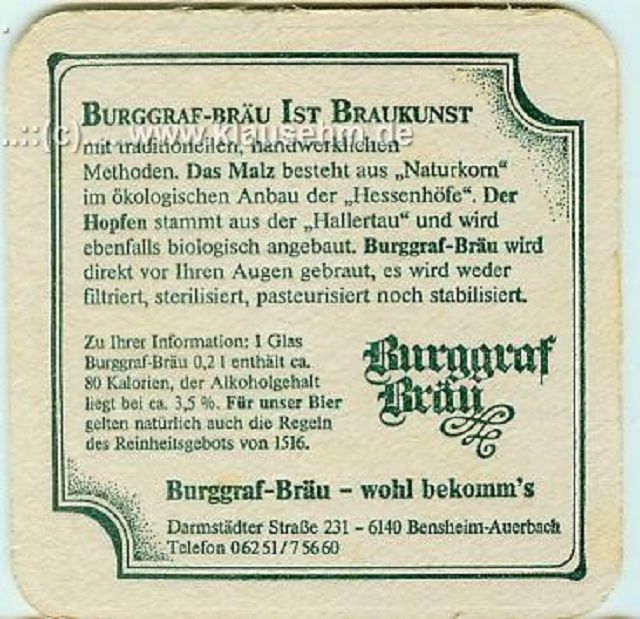 BURGGRAF-BRÄU IST BRAUKUNST
...::(c) www.klausehm.de
mit traditionellen, handwerklichen
Methoden. Das Malz besteht aus „Naturkorn“
im ökologischen Anbau der „Hessenhöfe“. Der
Hopfen stammt aus der „Hallertau“ und wird
ebenfalls biologisch angebaut. Burggraf-Bräu wird
direkt vor Ihren Augen gebraut, es wird weder
filtriert, sterilisiert, pasteurisiert noch stabilisiert.
Zu Ihrer Information: 1 Glas
Burggraf-Bräu 0,2 l enthält ca.
80 Kalorien, der Alkoholgehalt
liegt bei ca. 3,5 %. Für unser Bier
gelten natürlich auch die Regeln
des Reinheitsgebots von 1516.
Burggraf
Bräu
Burggraf-Bräu – wohl bekomm's
Darmstädter Straße 231 – 6140 Bensheim-Auerbach
Telefon 06251/75660